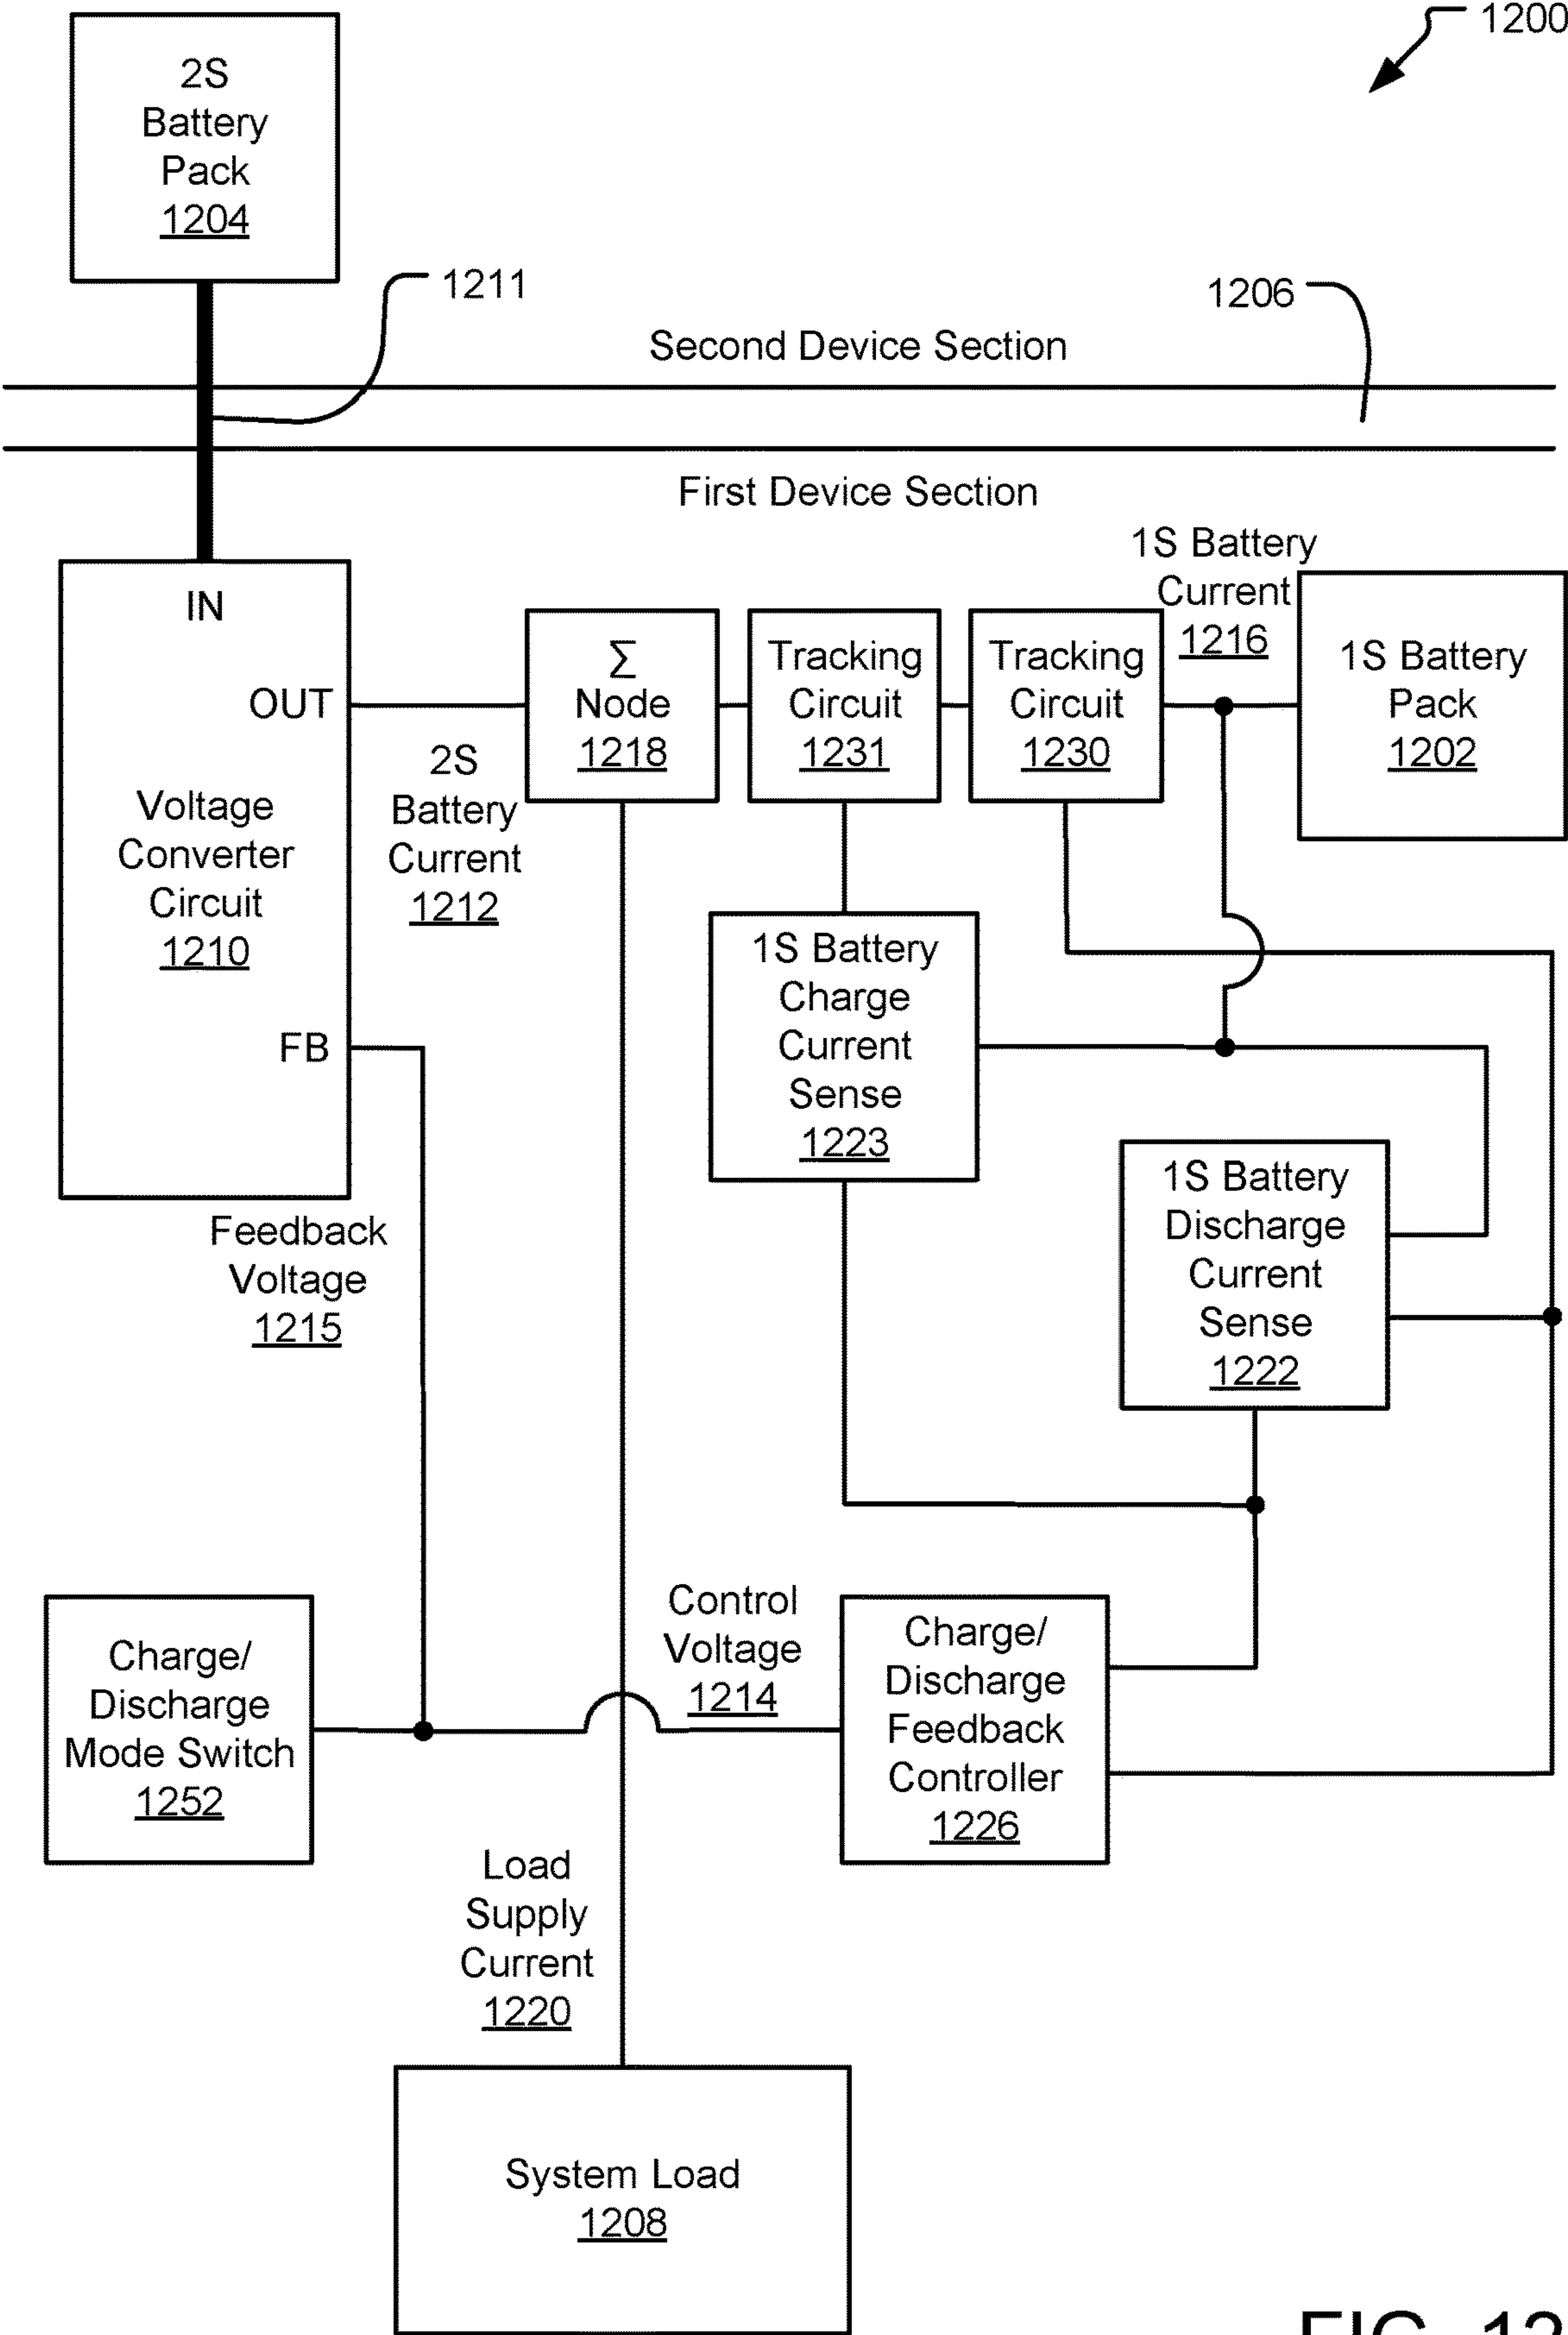 1200
2S
Battery
Pack
1204
1211
1206
Second Device Section
First Device Section
IN
OUT
Voltage
Converter
Circuit
1210
FB
2S
Battery
Current
1212
Σ
Node
1218
Tracking
Circuit
1231
Tracking
Circuit
1230
1S Battery
Current
1216
1S Battery
Pack
1202
1S Battery
Charge
Current
Sense
1223
1S Battery
Discharge
Current
Sense
1222
Feedback
Voltage
1215
Charge/
Discharge
Mode Switch
1252
Control
Voltage
1214
Charge/
Discharge
Feedback
Controller
1226
Load
Supply
Current
1220
System Load
1208
FIG. 12